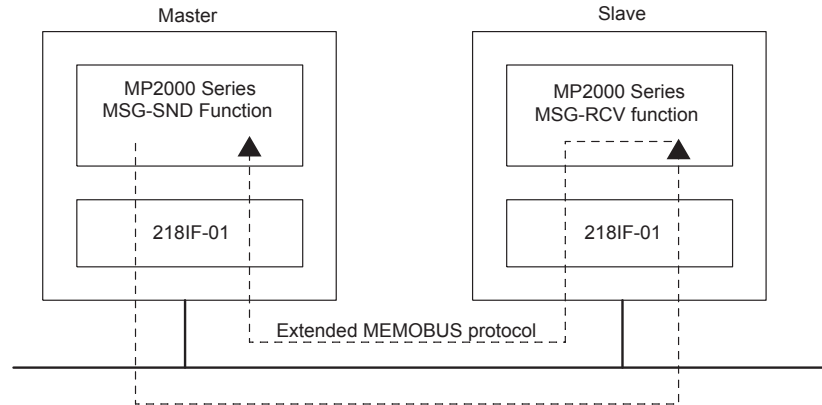 Master
Slave
MP2000 Series
MSG-SND Function
MP2000 Series
MSG-RCV function
218IF-01
218IF-01
Extended MEMOBUS protocol